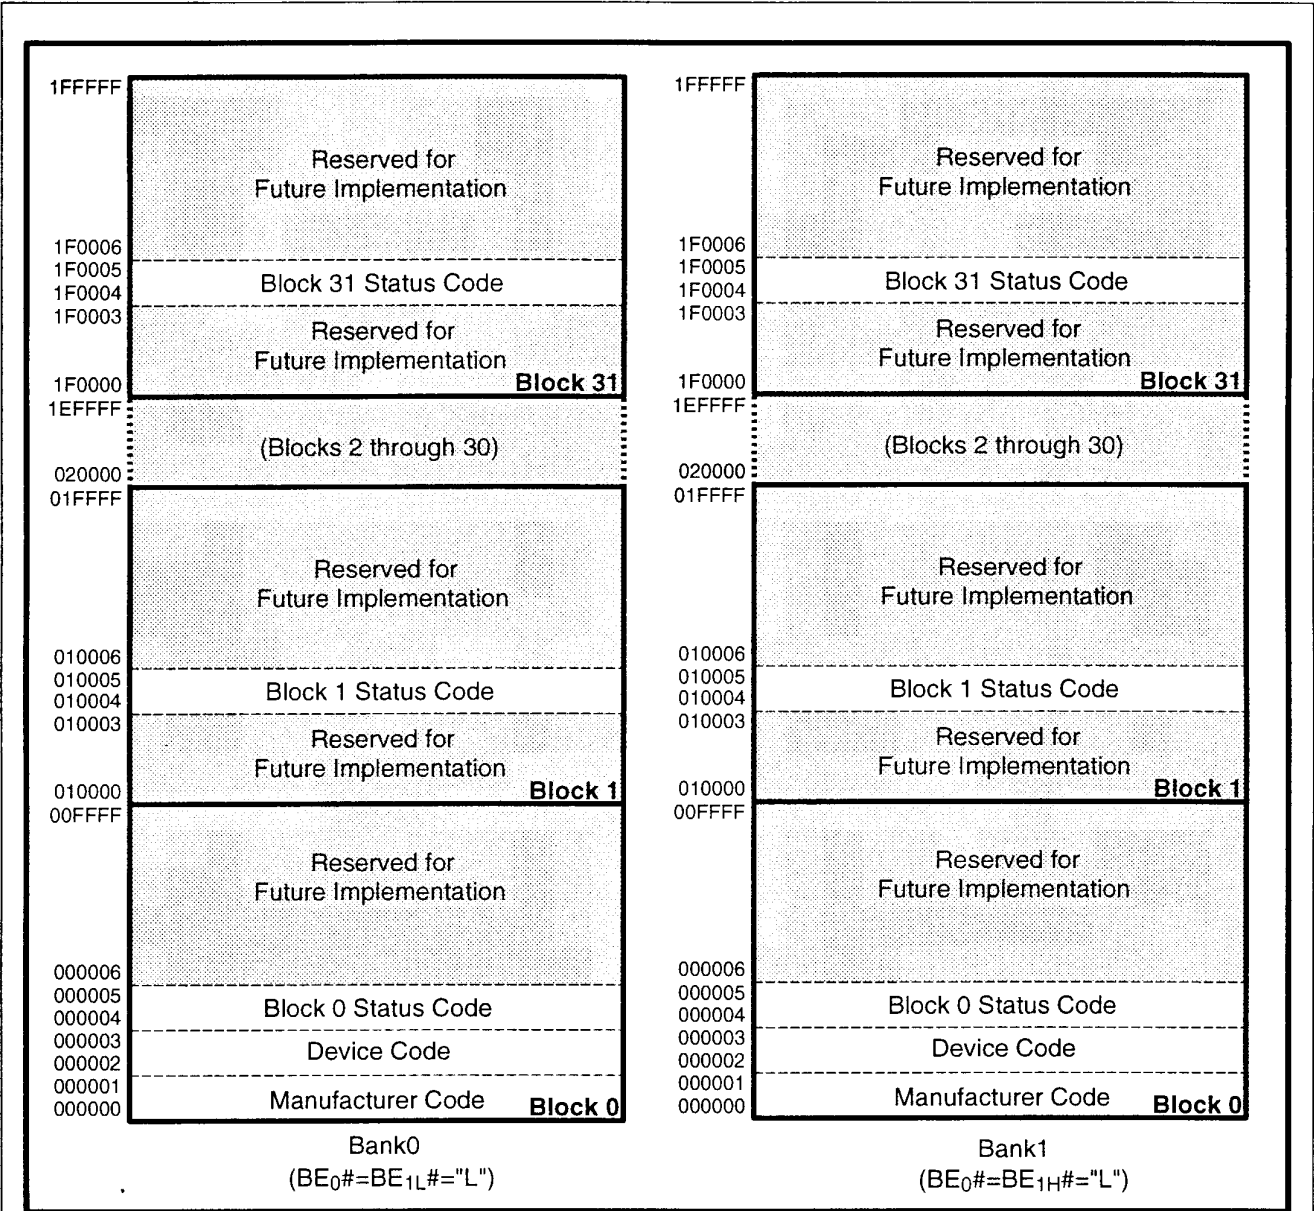 1FFFFF
Reserved for
Future Implementation
1F0006
1F0005
Block 31 Status Code
1F0004
1F0003
Reserved for
Future Implementation
1F0000
Block 31
1EFFFF
(Blocks 2 through 30)
020000
01FFFF
Reserved for
Future Implementation
010006
010005
Block 1 Status Code
010004
010003
Reserved for
Future Implementation
010000
Block 1
00FFFF
Reserved for
Future Implementation
000006
000005
Block 0 Status Code
000004
000003
Device Code
000002
000001
Manufacturer Code
000000
Block 0
Bank0
(BE0#=BE1L#="L")
1FFFFF
Reserved for
Future Implementation
1F0006
1F0005
Block 31 Status Code
1F0004
1F0003
Reserved for
Future Implementation
1F0000
Block 31
1EFFFF
(Blocks 2 through 30)
020000
01FFFF
Reserved for
Future Implementation
010006
010005
Block 1 Status Code
010004
010003
Reserved for
Future Implementation
010000
Block 1
00FFFF
Reserved for
Future Implementation
000006
000005
Block 0 Status Code
000004
000003
Device Code
000002
000001
Manufacturer Code
000000
Block 0
Bank1
(BE0#=BE1H#="L")